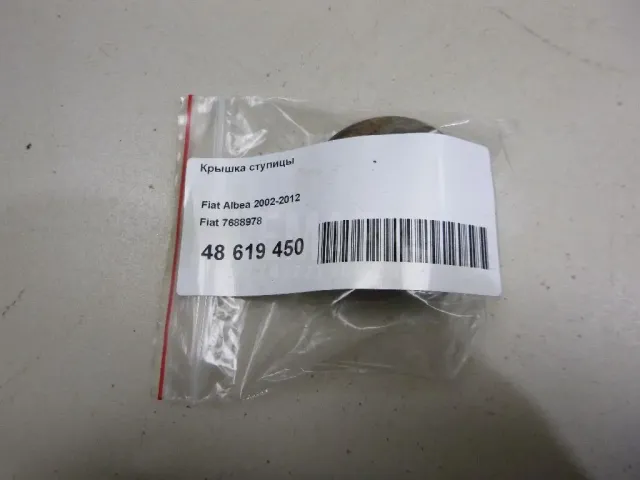 Крышка ступицы
Fiat Albea 2002-2012
Fiat 7688978
48 619 450